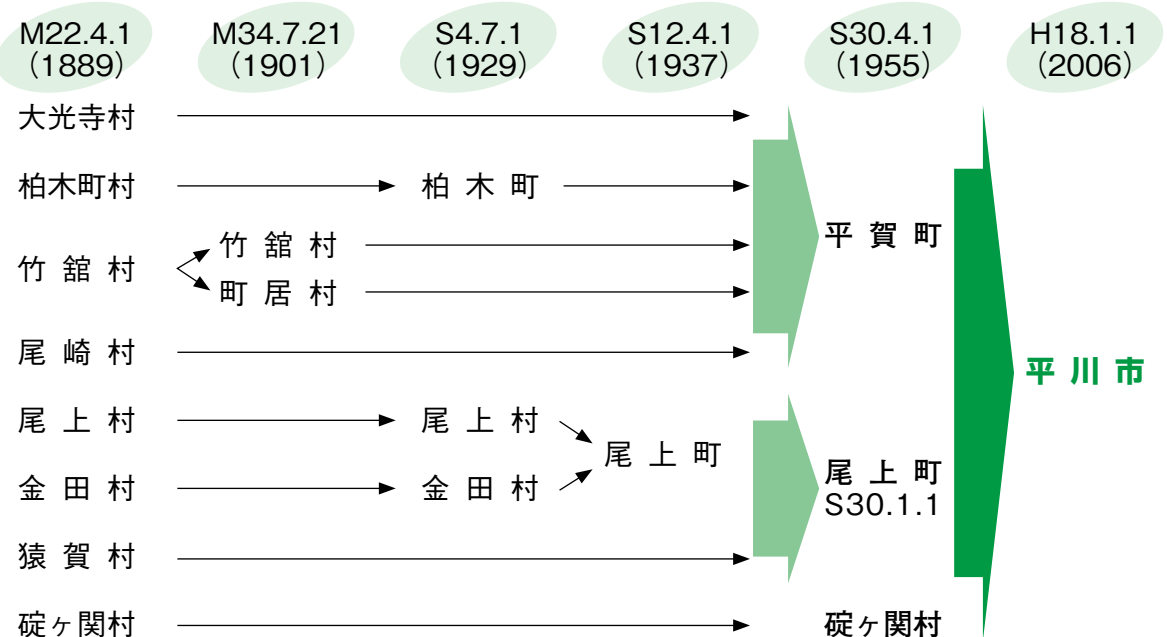 M22.4.1 M34.7.21 S4.7.1 S12.4.1 S30.4.1 H18.1.1
(1889) (1901) (1929) (1937) (1955) (2006)
大光寺村
柏木町村 柏木町
竹舘村 竹舘村
町居村
平賀町
尾崎村
平川市
尾上村 尾上村
尾上町
金田村 金田村
尾上町
S30.1.1
猿賀村
碇ヶ関村 碇ヶ関村